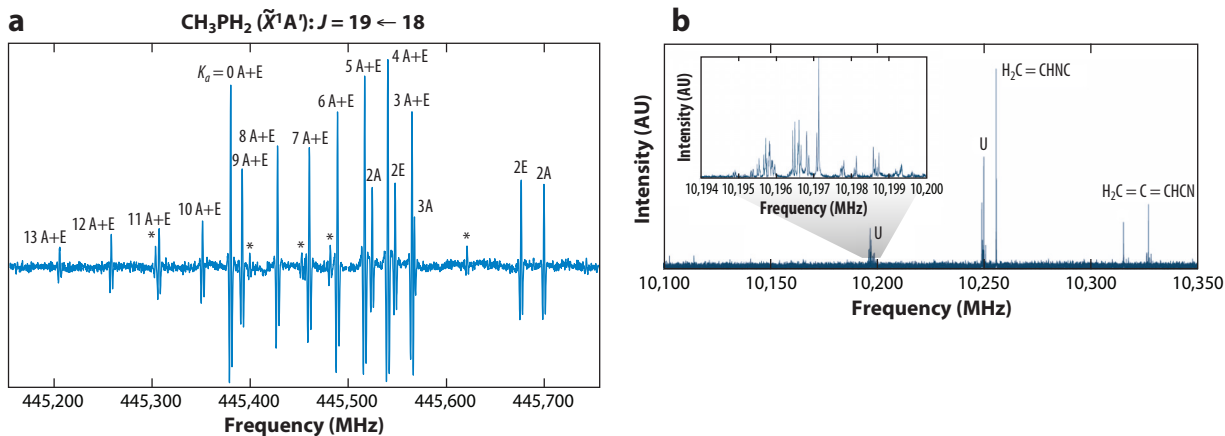 a
CH₃PH₂ (X̃¹A′): J = 19 ← 18
Kₐ = 0 A+E
5 A+E
4 A+E
6 A+E
3 A+E
8 A+E
7 A+E
9 A+E
2A
2E
2E
2A
10 A+E
3A
11 A+E
12 A+E
13 A+E
*
*
*
*
*
445,200
445,300
445,400
445,500
445,600
445,700
Frequency (MHz)
b
Intensity (AU)
Intensity (AU)
10,194
10,195
10,196
10,197
10,198
10,199
10,200
Frequency (MHz)
H₂C = CHNC
U
H₂C = C = CHCN
U
10,100
10,150
10,200
10,250
10,300
10,350
Frequency (MHz)